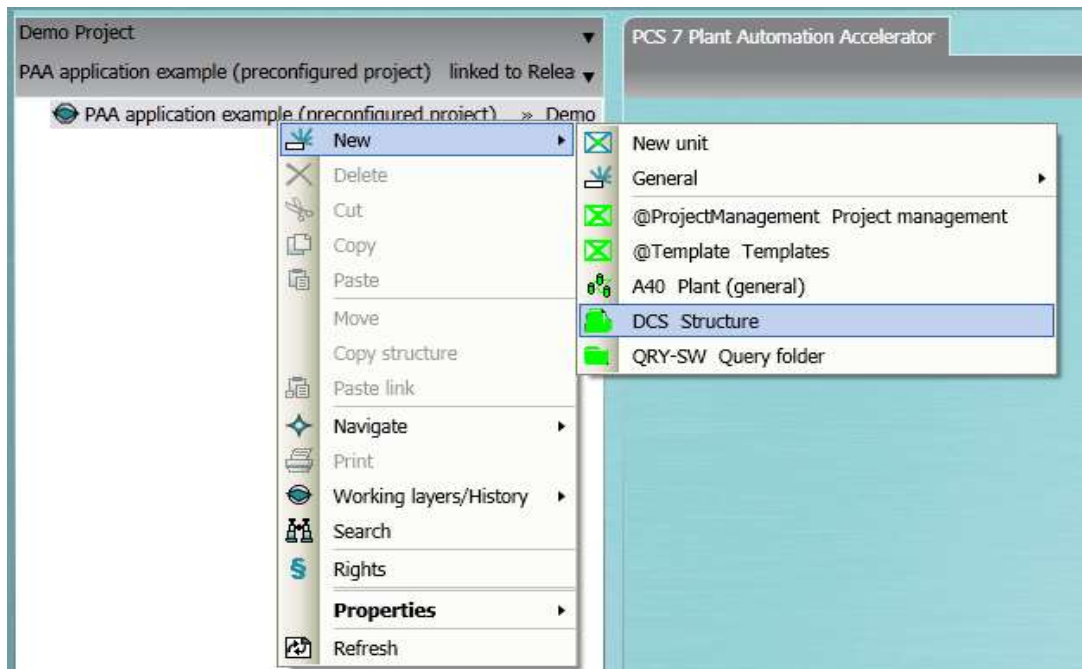 Demo Project
PCS 7 Plant Automation Accelerator
PAA application example (preconfigured project) linked to Relea
PAA application example (preconfigured project) » Demo
New
Delete
Cut
Copy
Paste
Move
Copy structure
Paste link
Navigate
Print
Working layers/History
Search
Rights
Properties
Refresh
New unit
General
@ProjectManagement Project management
@Template Templates
A40 Plant (general)
DCS Structure
QRY-SW Query folder